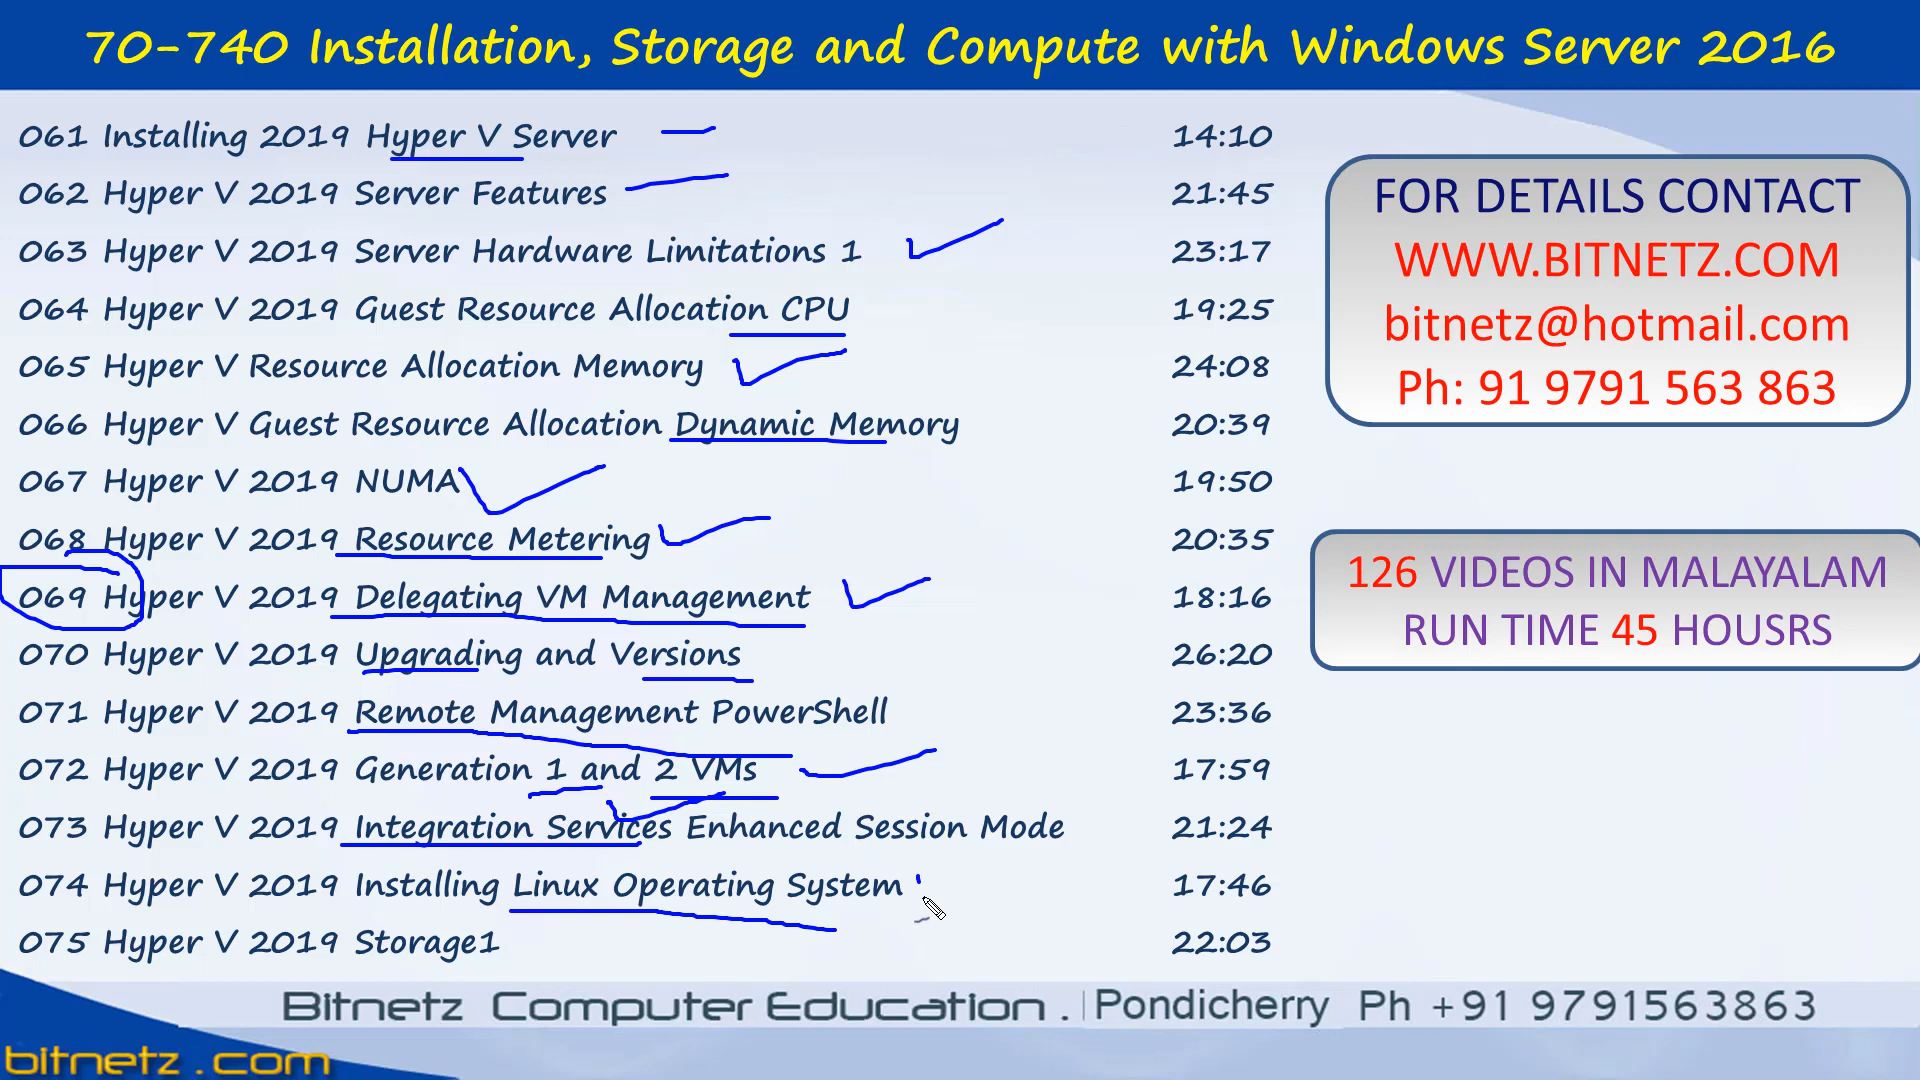 70-740 Installation, Storage and Compute with Windows Server 2016
061 Installing 2019 Hyper V Server 14:10
062 Hyper V 2019 Server Features 21:45
063 Hyper V 2019 Server Hardware Limitations 1 23:17
064 Hyper V 2019 Guest Resource Allocation CPU 19:25
065 Hyper V Resource Allocation Memory 24:08
066 Hyper V Guest Resource Allocation Dynamic Memory 20:39
067 Hyper V 2019 NUMA 19:50
068 Hyper V 2019 Resource Metering 20:35
069 Hyper V 2019 Delegating VM Management 18:16
070 Hyper V 2019 Upgrading and Versions 26:20
071 Hyper V 2019 Remote Management PowerShell 23:36
072 Hyper V 2019 Generation 1 and 2 VMs 17:59
073 Hyper V 2019 Integration Services Enhanced Session Mode 21:24
074 Hyper V 2019 Installing Linux Operating System 17:46
075 Hyper V 2019 Storage1 22:03
FOR DETAILS CONTACT
WWW.BITNETZ.COM
bitnetz@hotmail.com
Ph: 91 9791 563 863
126 VIDEOS IN MALAYALAM
RUN TIME 45 HOUSRS
Bitnetz Computer Education . | Pondicherry Ph +91 9791563863
bitnetz.com